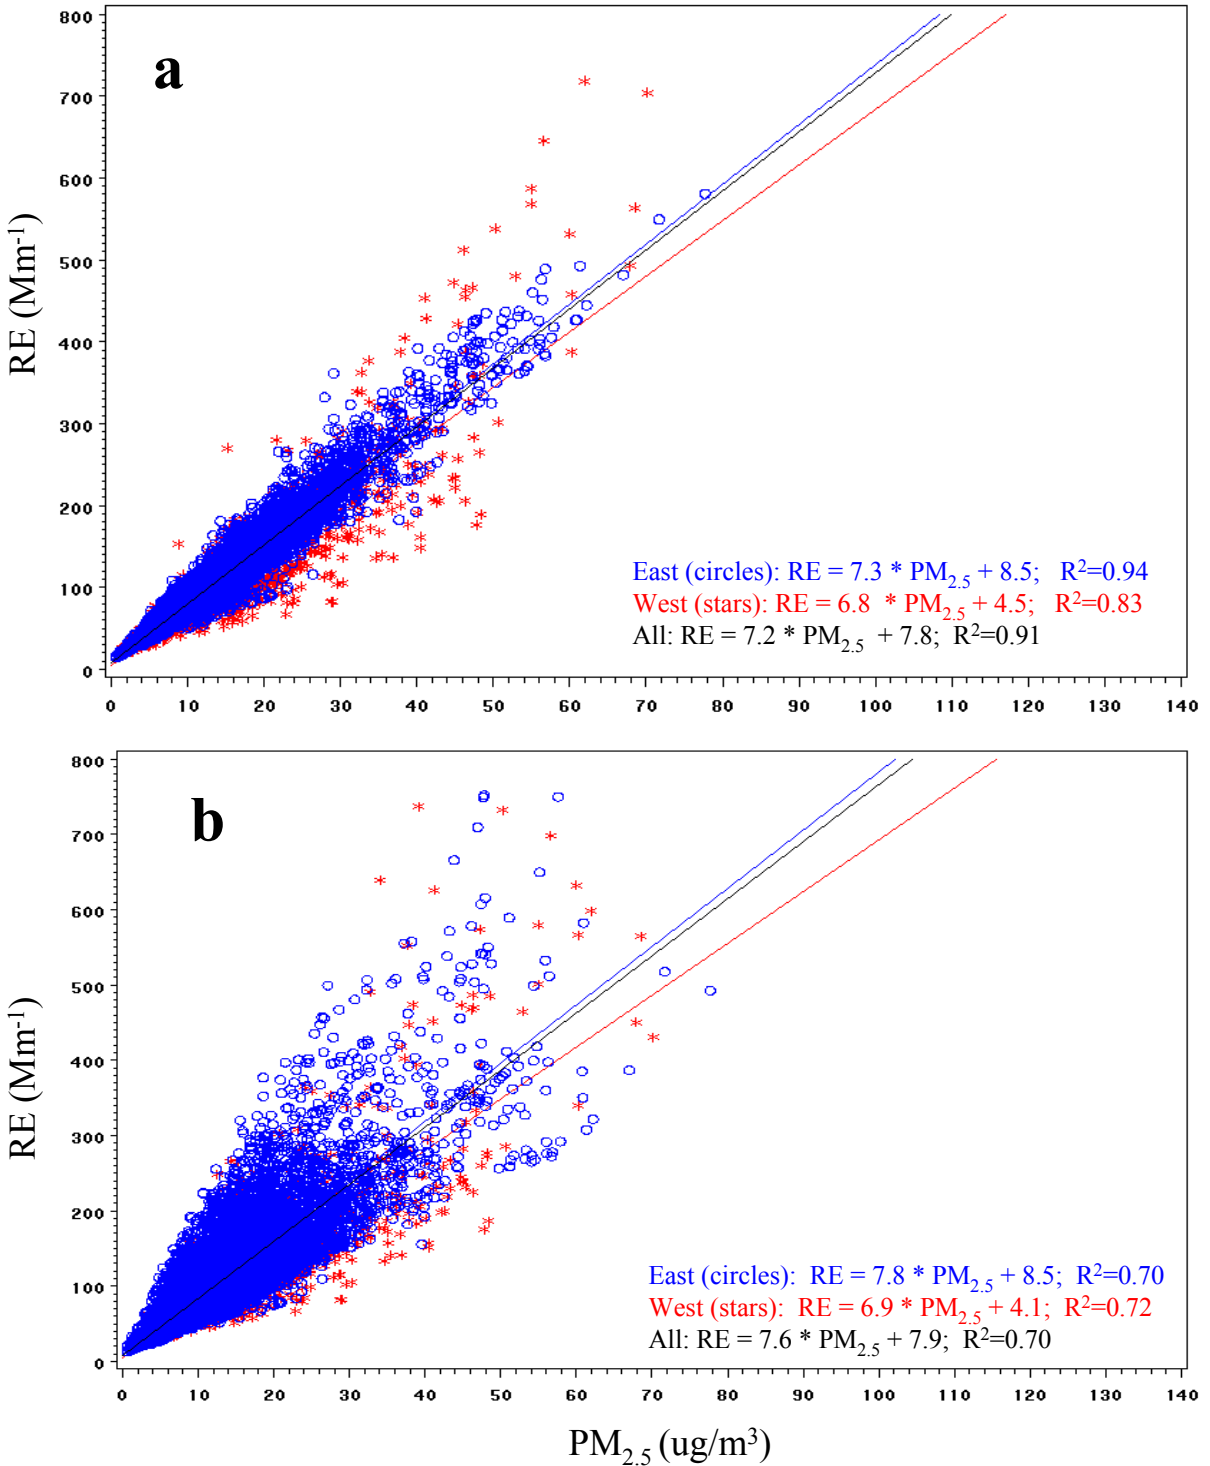 800
a
700
600
500
400
300
200
100
0
RE (Mm⁻¹)
East (circles): RE = 7.3 * PM₂.₅ + 8.5; R²=0.94
West (stars): RE = 6.8 * PM₂.₅ + 4.5; R²=0.83
All: RE = 7.2 * PM₂.₅ + 7.8; R²=0.91
0 10 20 30 40 50 60 70 80 90 100 110 120 130 140
800
b
700
600
500
400
300
200
100
0
RE (Mm⁻¹)
East (circles): RE = 7.8 * PM₂.₅ + 8.5; R²=0.70
West (stars): RE = 6.9 * PM₂.₅ + 4.1; R²=0.72
All: RE = 7.6 * PM₂.₅ + 7.9; R²=0.70
0 10 20 30 40 50 60 70 80 90 100 110 120 130 140
PM₂.₅ (ug/m³)